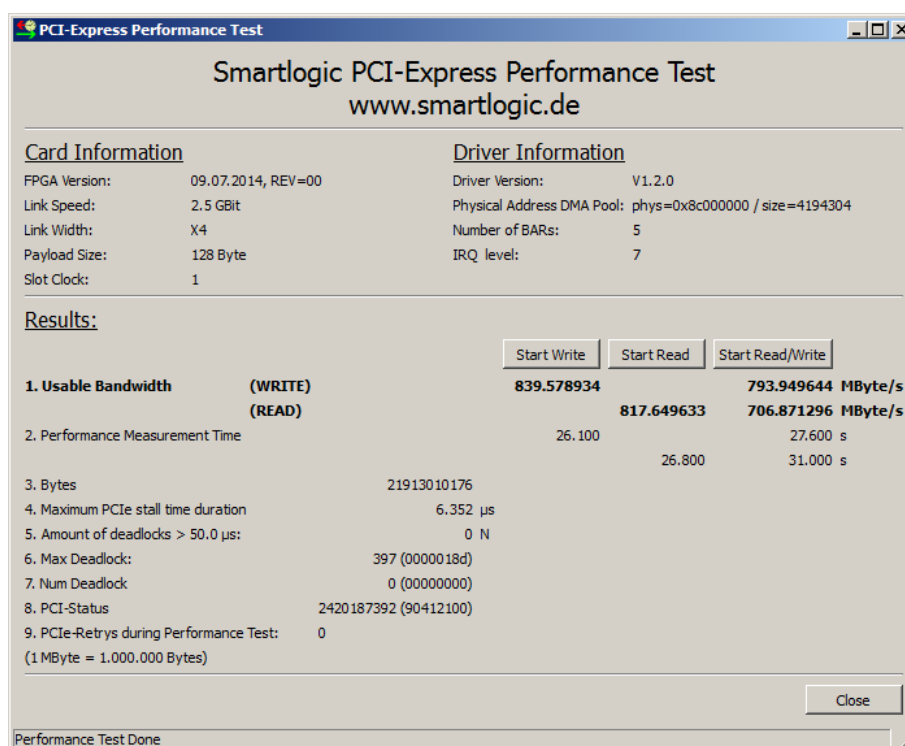 PCI-Express Performance Test
Smartlogic PCI-Express Performance Test
www.smartlogic.de
Card Information
FPGA Version: 09.07.2014, REV=00
Link Speed: 2.5 GBit
Link Width: X4
Payload Size: 128 Byte
Slot Clock: 1
Driver Information
Driver Version: V1.2.0
Physical Address DMA Pool: phys=0x8c000000 / size=4194304
Number of BARs: 5
IRQ level: 7
Results:
Start Write Start Read Start Read/Write
1. Usable Bandwidth (WRITE) 839.578934 793.949644 MByte/s
(READ) 817.649633 706.871296 MByte/s
2. Performance Measurement Time 26.100 27.600 s
26.800 31.000 s
3. Bytes 21913010176
4. Maximum PCIe stall time duration 6.352 µs
5. Amount of deadlocks > 50.0 µs: 0 N
6. Max Deadlock: 397 (0000018d)
7. Num Deadlock 0 (00000000)
8. PCI-Status 2420187392 (90412100)
9. PCIe-Retrys during Performance Test: 0
(1 MByte = 1.000.000 Bytes)
Close
Performance Test Done